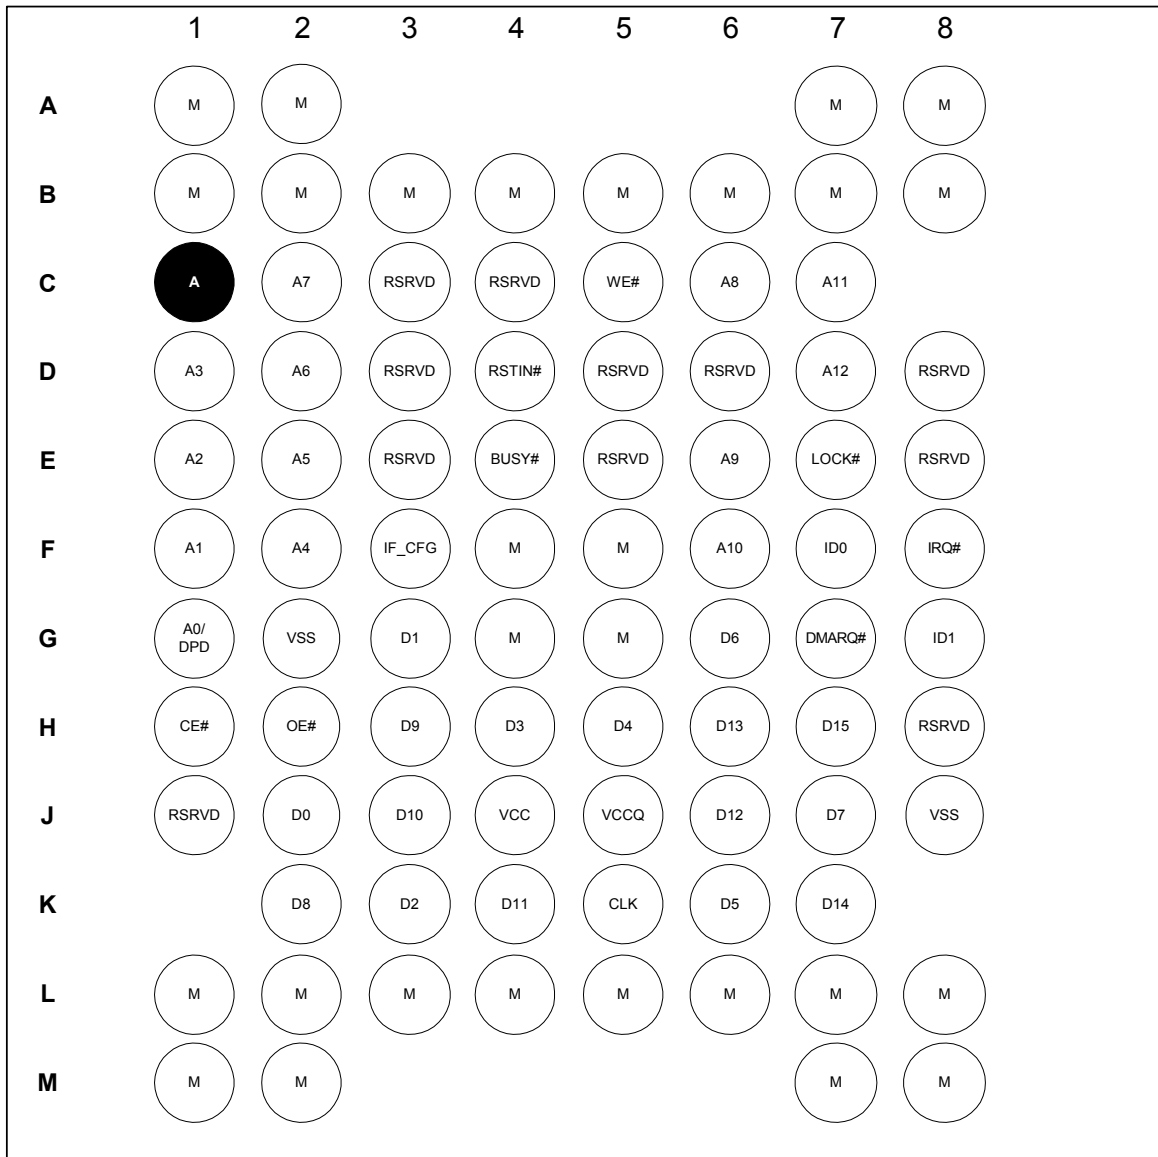 1 2 3 4 5 6 7 8
A M M M M
B M M M M M M M M
C A A7 RSRVD RSRVD WE# A8 A11
D A3 A6 RSRVD RSTIN# RSRVD RSRVD A12 RSRVD
E A2 A5 RSRVD BUSY# RSRVD A9 LOCK# RSRVD
F A1 A4 IF_CFG M M A10 ID0 IRQ#
G A0/ DPD VSS D1 M M D6 DMARQ# ID1
H CE# OE# D9 D3 D4 D13 D15 RSRVD
J RSRVD D0 D10 VCC VCCQ D12 D7 VSS
K D8 D2 D11 CLK D5 D14
L M M M M M M M M
M M M M M